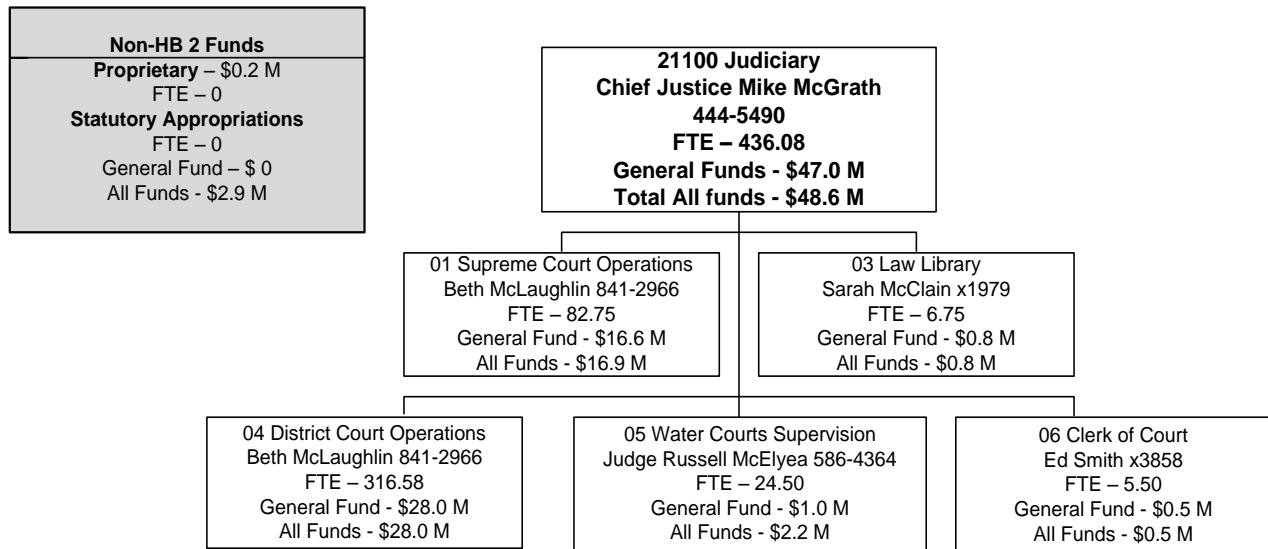 Non-HB 2 Funds
Proprietary – $0.2 M
FTE – 0
Statutory Appropriations
FTE – 0
General Fund – $ 0
All Funds - $2.9 M
21100 Judiciary
Chief Justice Mike McGrath
444-5490
FTE – 436.08
General Funds - $47.0 M
Total All funds - $48.6 M
01 Supreme Court Operations
Beth McLaughlin 841-2966
FTE – 82.75
General Fund - $16.6 M
All Funds - $16.9 M
03 Law Library
Sarah McClain x1979
FTE – 6.75
General Fund - $0.8 M
All Funds - $0.8 M
04 District Court Operations
Beth McLaughlin 841-2966
FTE – 316.58
General Fund - $28.0 M
All Funds - $28.0 M
05 Water Courts Supervision
Judge Russell McElyea 586-4364
FTE – 24.50
General Fund - $1.0 M
All Funds - $2.2 M
06 Clerk of Court
Ed Smith x3858
FTE – 5.50
General Fund - $0.5 M
All Funds - $0.5 M